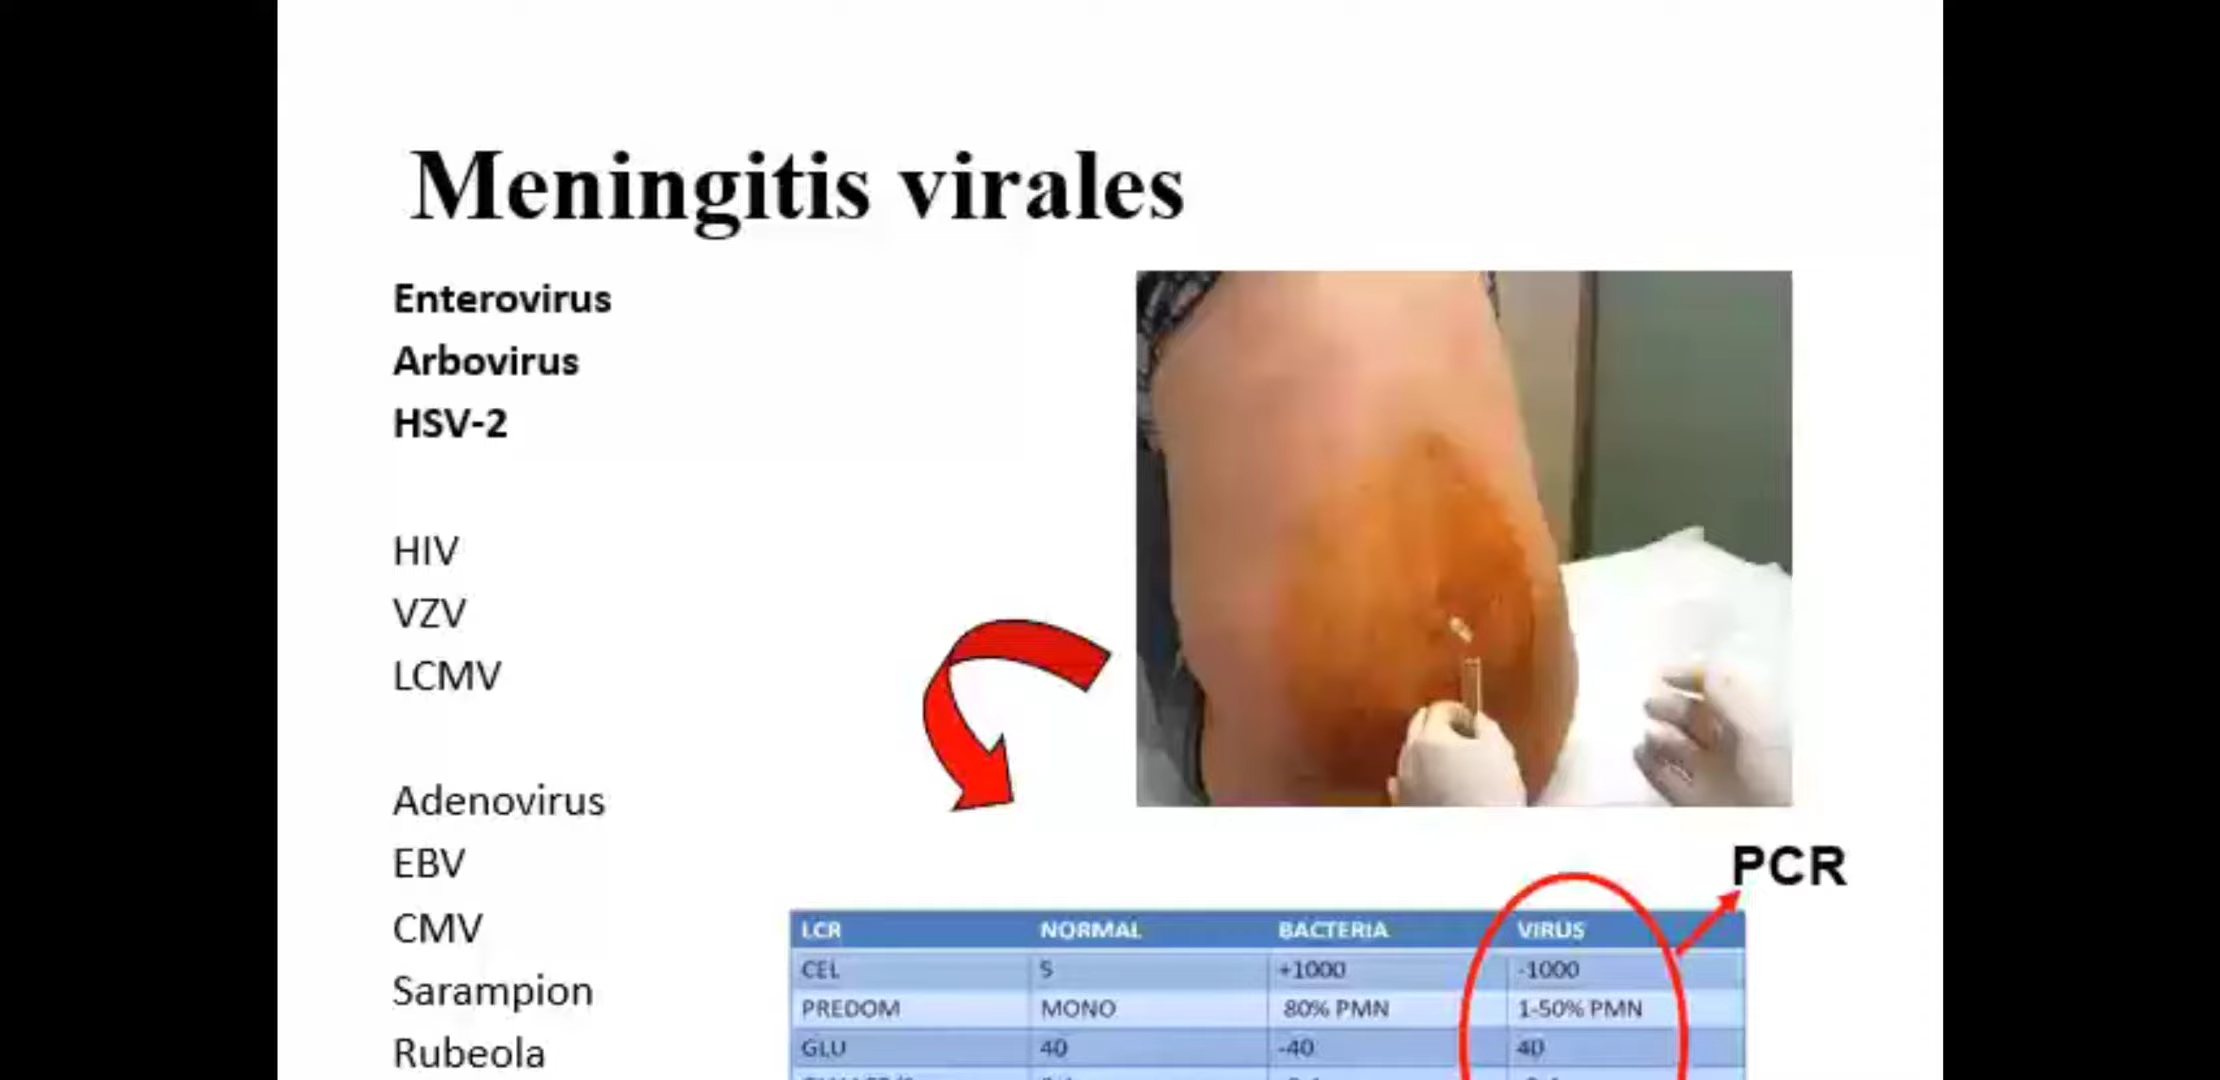 Meningitis virales
Enterovirus
Arbovirus
HSV-2
HIV
VZV
LCMV
Adenovirus
EBV
CMV
Sarampion
Rubeola
PCR
LCR NORMAL BACTERIA VIRUS
CEL 5 +1000 -1000
PREDOM MONO 80% PMN 1-50% PMN
GLU 40 -40 40